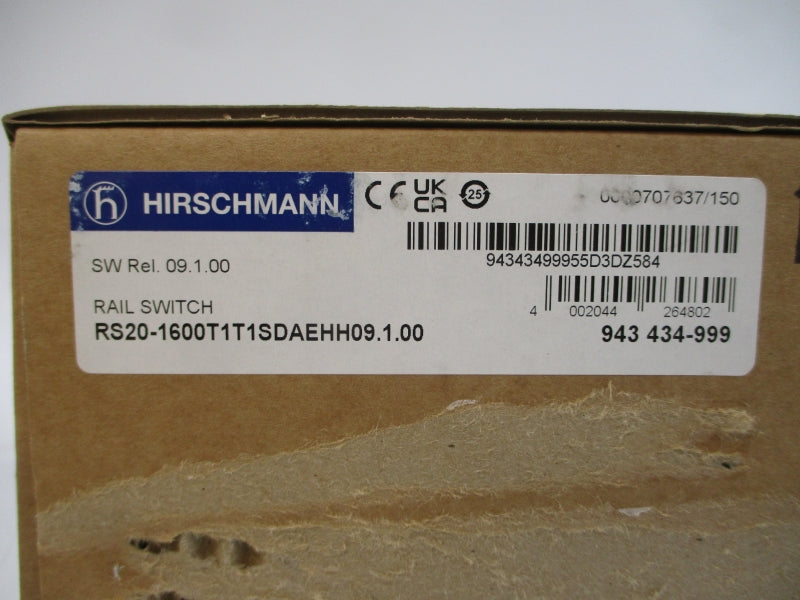 HIRSCHMANN
CE UK CA 25
SW Rel. 09.1.00
94343499955D3DZ584
RAIL SWITCH
4 002044 264802
RS20-1600T1T1SDAEHH09.1.00
943 434-999